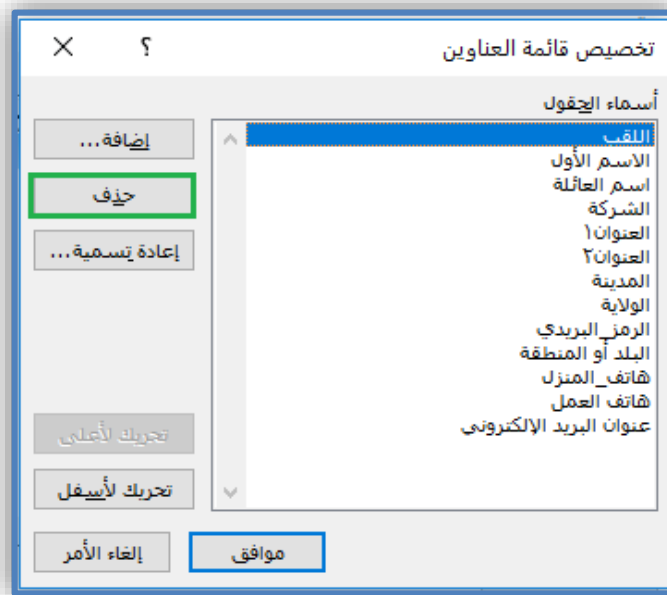 تخصيص قائمة العناوين
؟
أسماء الحقول
اللقب
الاسم الأول
اسم العائلة
الشركة
العنوان١
العنوان٢
المدينة
الولاية
الرمز_البريدي
البلد أو المنطقة
هاتف_المنزل
هاتف العمل
عنوان البريد الإلكتروني
إضافة...
حذف
إعادة تسمية...
تحريك لأعلى
تحريك لأسفل
موافق
إلغاء الأمر